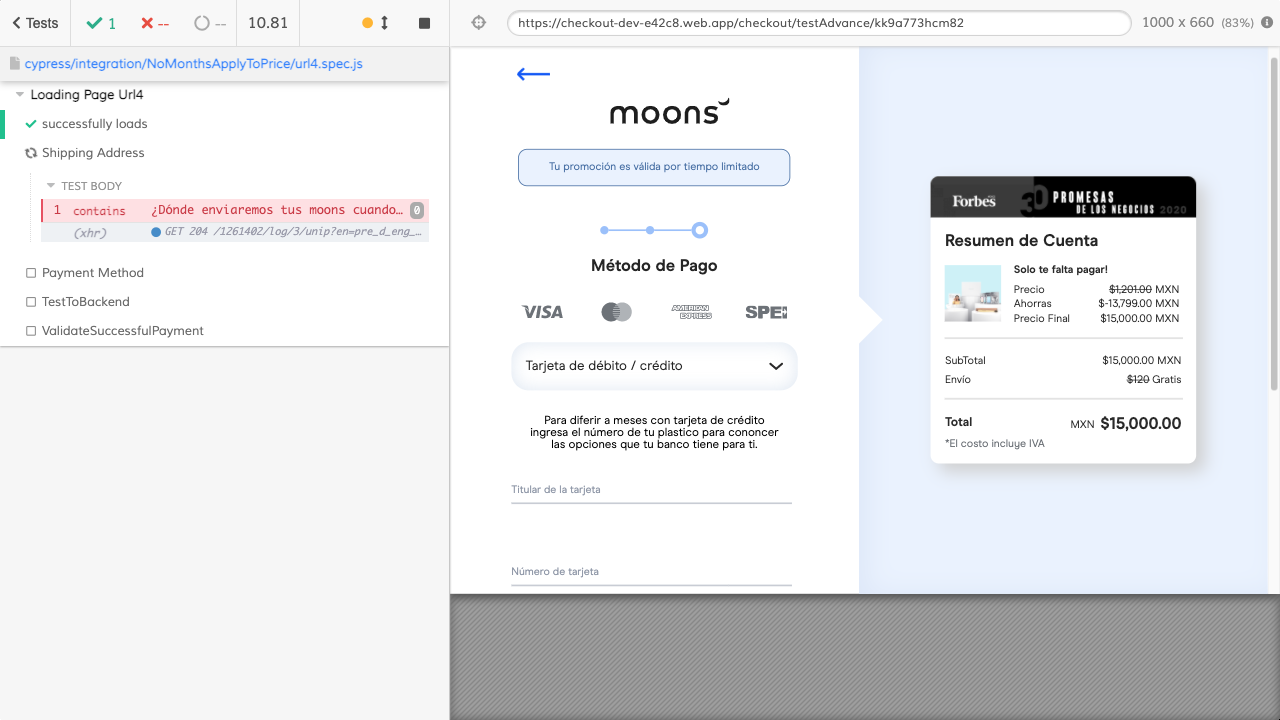 Tests
1
--
--
10.81
https://checkout-dev-e42c8.web.app/checkout/testAdvance/kk9a773hcm82
1000 x 660 (83%)
cypress/integration/NoMonthsApplyToPrice/url4.spec.js
Loading Page Url4
successfully loads
Shipping Address
TEST BODY
1 contains ¿Dónde enviaremos tus moons cuando… 0
(xhr) GET 204 /1261402/log/3/unip?en=pre_d_eng_…
Payment Method
TestToBackend
ValidateSuccessfulPayment
moons
Tu promoción es válida por tiempo limitado
Método de Pago
VISA
AMERICAN EXPRESS
SPEI
Tarjeta de débito / crédito
Para diferir a meses con tarjeta de crédito
ingresa el número de tu plastico para cononcer
las opciones que tu banco tiene para ti.
Titular de la tarjeta
Número de tarjeta
Forbes 30 PROMESAS
DE LOS NEGOCIOS 2020
Resumen de Cuenta
Solo te falta pagar!
Precio $1,201.00 MXN
Ahorras $-13,799.00 MXN
Precio Final $15,000.00 MXN
SubTotal $15,000.00 MXN
Envío $120 Gratis
Total MXN $15,000.00
*El costo incluye IVA